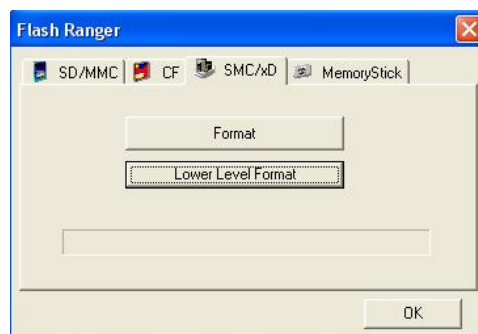 Flash Ranger
SD/MMC CF SMC/xD MemoryStick
Format
Lower Level Format
OK